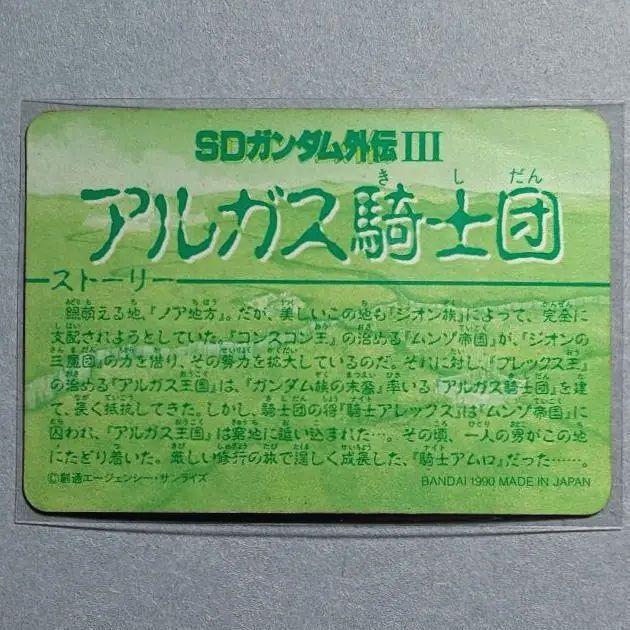 SDガンダム外伝III
き し だん
アルガス騎士団
ストーリー
緑萌える地、『ノア地方』。だが、美しいこの地も『ジオン族』によって、完全に
支配されようとしていた。『コンスコン王』の治める『ムンゾ帝国』が、『ジオンの
三魔団』の力を借り、その勢力を拡大しているのだ。それに対し、『ブレックス王』
の治める『アルガス王国』は、『ガンダム族の末裔』率いる『アルガス騎士団』を建
て、長く抵抗してきた。しかし、騎士団の『騎士アレックス』は『ムンゾ帝国』に
囚われ、『アルガス王国』は窮地に追い込まれた…。その頃、一人の男がこの地
にたどり着いた。厳しい修行の旅で逞しく成長した、『騎士アムロ』だった……。
©創通エージェンシー・サンライズ
BANDAI 1990 MADE IN JAPAN